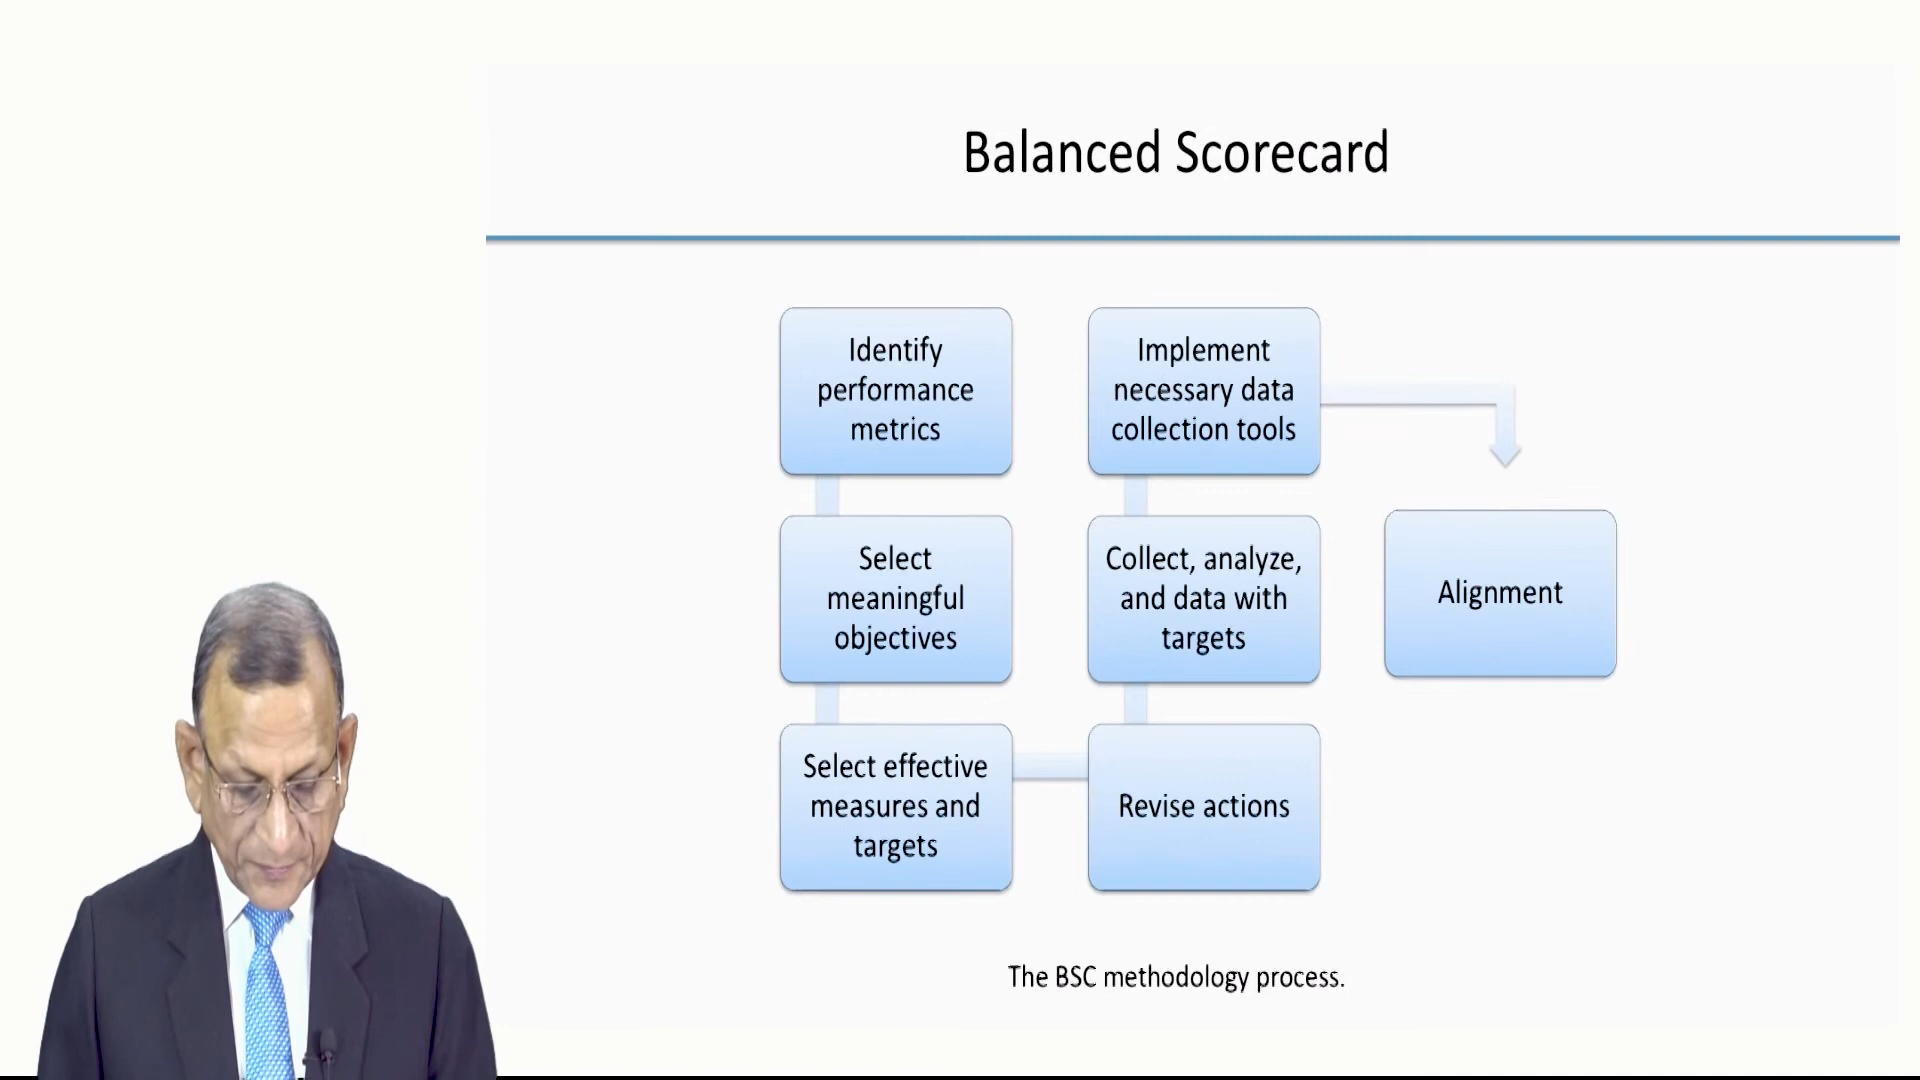 Balanced Scorecard
Identify
performance
metrics
Select
meaningful
objectives
Select effective
measures and
targets
Implement
necessary data
collection tools
Collect, analyze,
and data with
targets
Revise actions
Alignment
The BSC methodology process.